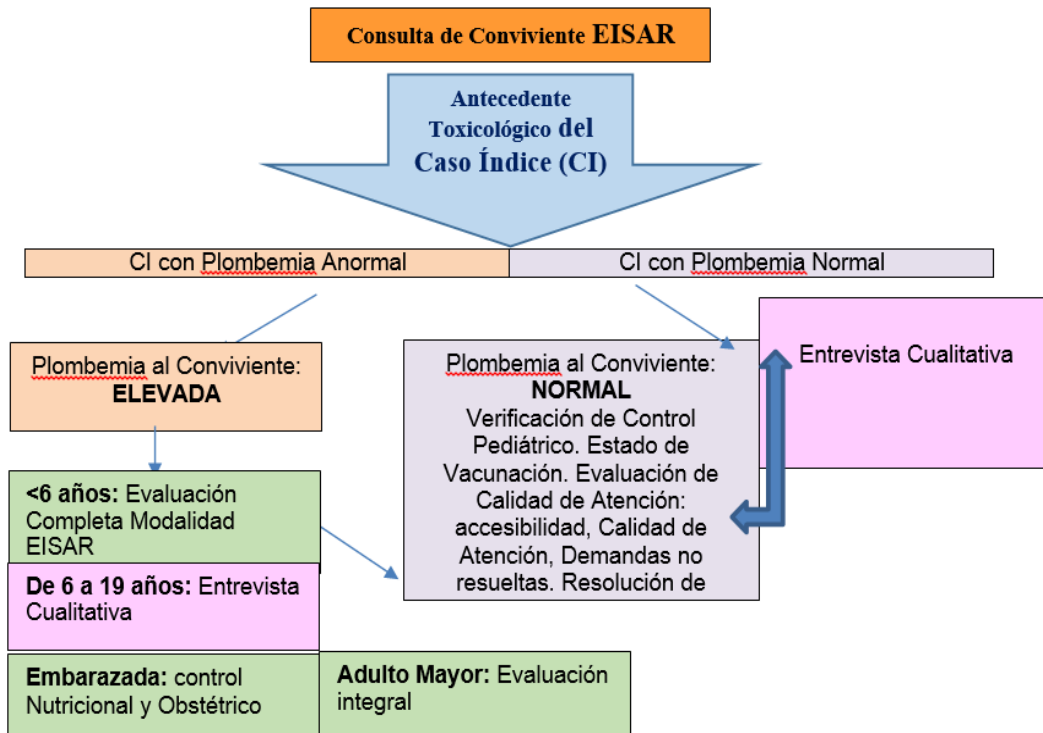 Consulta de Conviviente EISAR
Antecedente
Toxicológico del
Caso Índice (CI)
CI con Plombemia Anormal
CI con Plombemia Normal
Plombemia al Conviviente:
ELEVADA
Plombemia al Conviviente:
NORMAL
Verificación de Control
Pediátrico. Estado de
Vacunación. Evaluación de
Calidad de Atención:
accesibilidad, Calidad de
Atención, Demandas no
resueltas. Resolución de
Entrevista Cualitativa
<6 años: Evaluación
Completa Modalidad
EISAR
De 6 a 19 años: Entrevista
Cualitativa
Embarazada: control
Nutricional y Obstétrico
Adulto Mayor: Evaluación
integral